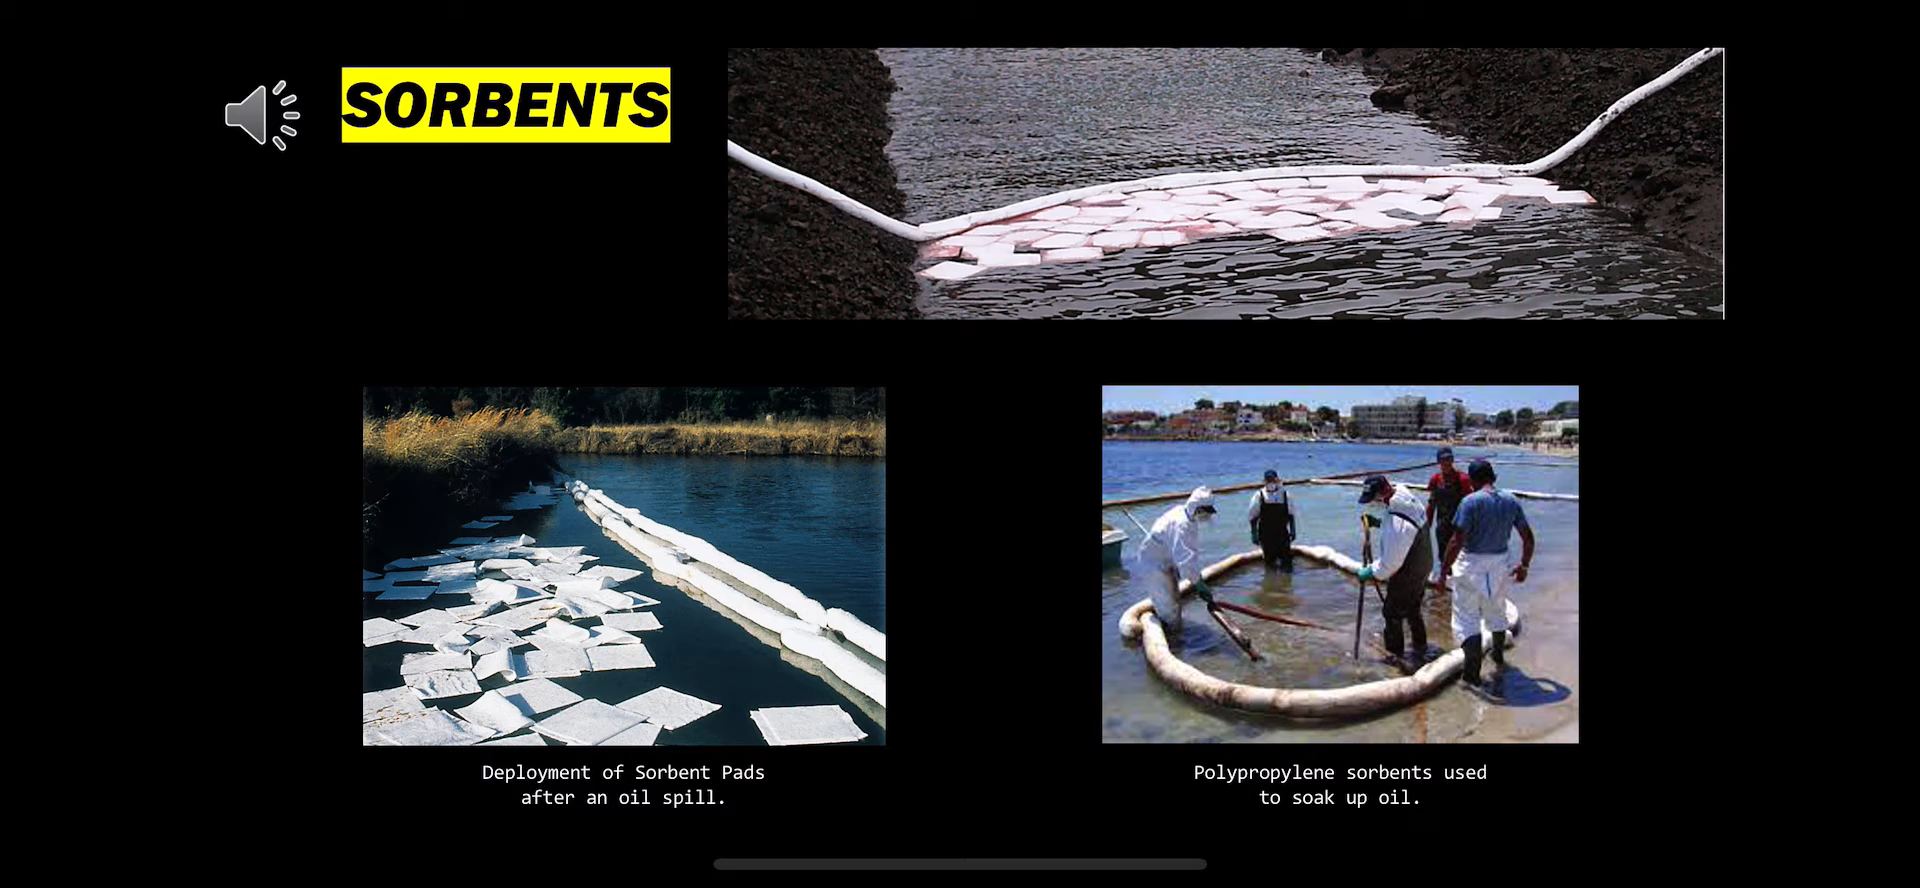 SORBENTS
Deployment of Sorbent Pads
after an oil spill.
Polypropylene sorbents used
to soak up oil.